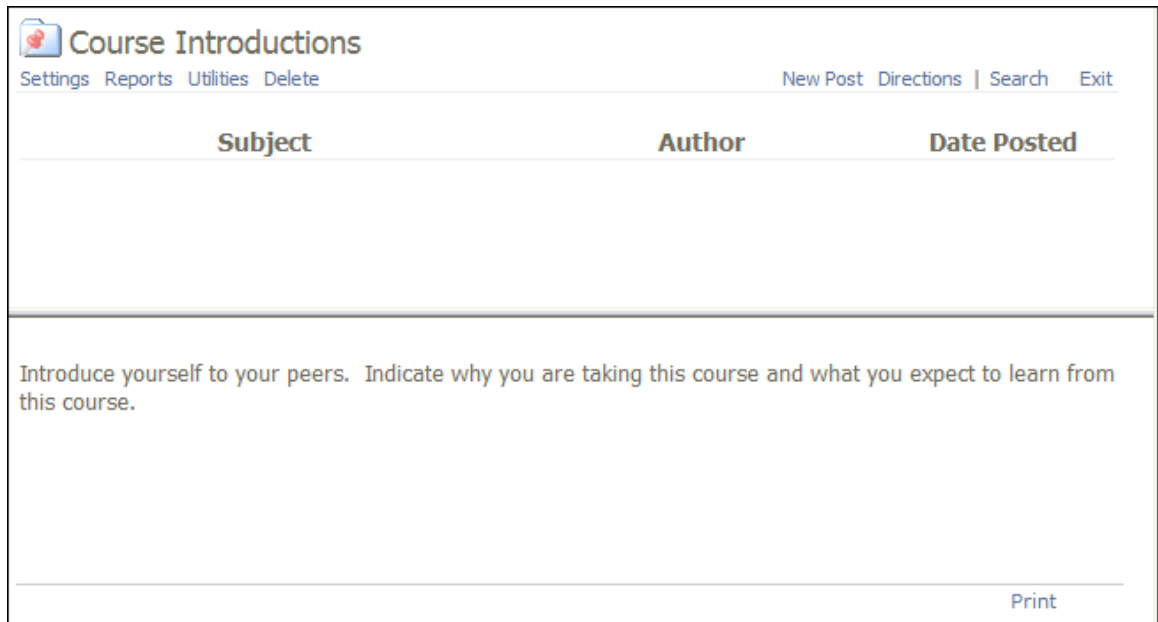 Course Introductions
Settings Reports Utilities Delete New Post Directions | Search Exit
Subject Author Date Posted
Introduce yourself to your peers.  Indicate why you are taking this course and what you expect to learn from
this course.
Print